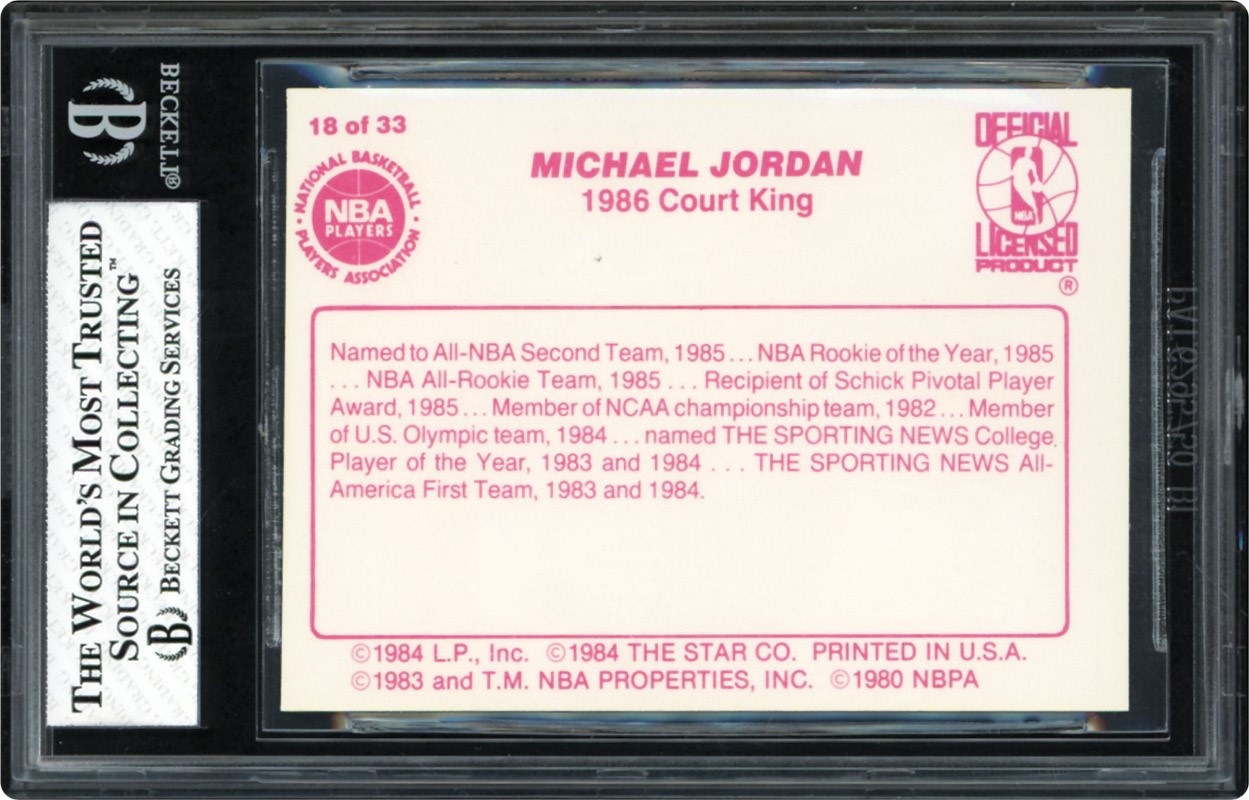 BECKETT®
THE WORLD'S MOST TRUSTED
SOURCE IN COLLECTING™
BECKETT GRADING SERVICES
18 of 33
NATIONAL BASKETBALL
PLAYERS ASSOCIATION
NBA
PLAYERS
MICHAEL JORDAN
1986 Court King
OFFICIAL
NBA
LICENSED
PRODUCT
®
Named to All-NBA Second Team, 1985 ... NBA Rookie of the Year, 1985
... NBA All-Rookie Team, 1985 ... Recipient of Schick Pivotal Player
Award, 1985 ... Member of NCAA championship team, 1982 ... Member
of U.S. Olympic team, 1984 ... named THE SPORTING NEWS College
Player of the Year, 1983 and 1984 ... THE SPORTING NEWS All-
America First Team, 1983 and 1984.
©1984 L.P., Inc. ©1984 THE STAR CO. PRINTED IN U.S.A.
©1983 and T.M. NBA PROPERTIES, INC. ©1980 NBPA